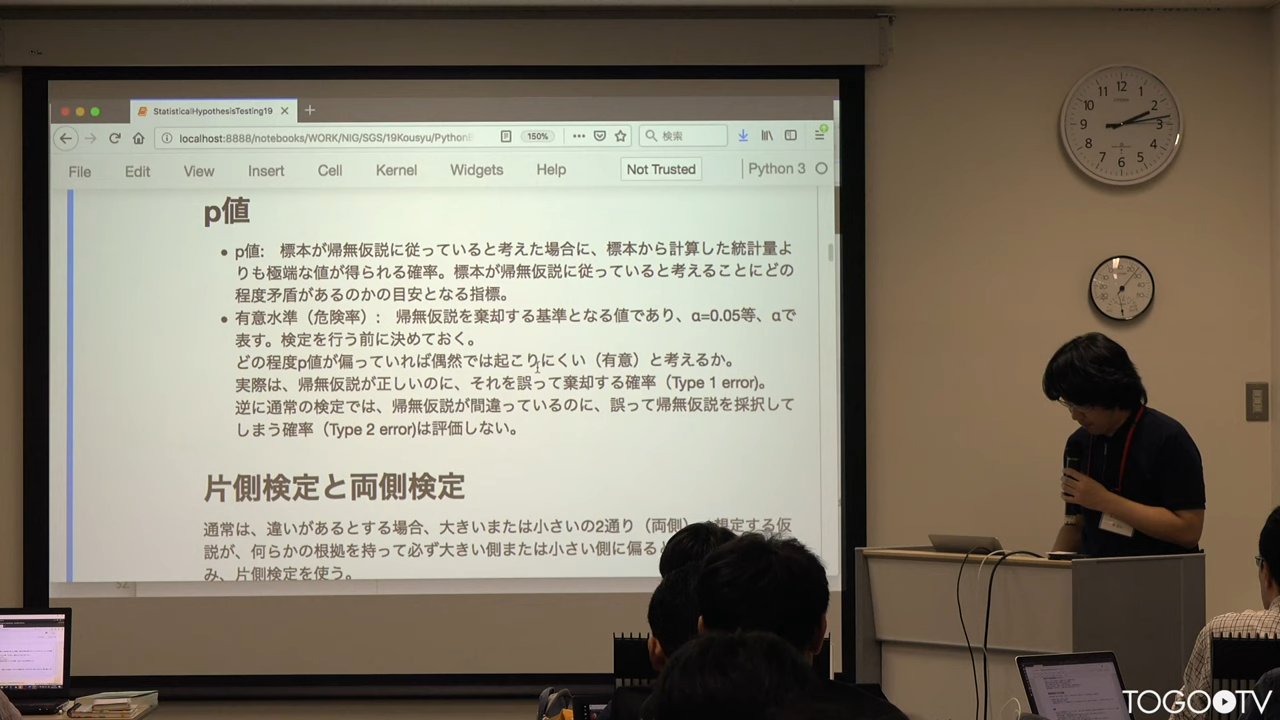 StatisticalHypothesisTesting19
localhost:8888/notebooks/WORK/NIG/SGS/19Kousyu/Python
150%
検索
File Edit View Insert Cell Kernel Widgets Help Not Trusted Python 3
p値
p値: 標本が帰無仮説に従っていると考えた場合に、標本から計算した統計量よ
りも極端な値が得られる確率。標本が帰無仮説に従っていると考えることにどの
程度矛盾があるのかの目安となる指標。
有意水準（危険率）： 帰無仮説を棄却する基準となる値であり、α=0.05等、αで
表す。検定を行う前に決めておく。
どの程度p値が偏っていれば偶然では起こりにくい（有意）と考えるか。
実際は、帰無仮説が正しいのに、それを誤って棄却する確率（Type 1 error)。
逆に通常の検定では、帰無仮説が間違っているのに、誤って帰無仮説を採択して
しまう確率（Type 2 error)は評価しない。
片側検定と両側検定
通常は、違いがあるとする場合、大きいまたは小さいの2通り（両側） 想定する仮
説が、何らかの根拠を持って必ず大きい側または小さい側に偏る
み、片側検定を使う。
12 1 2 3 4 5 6 7 8 9 10 11
TOGOTV